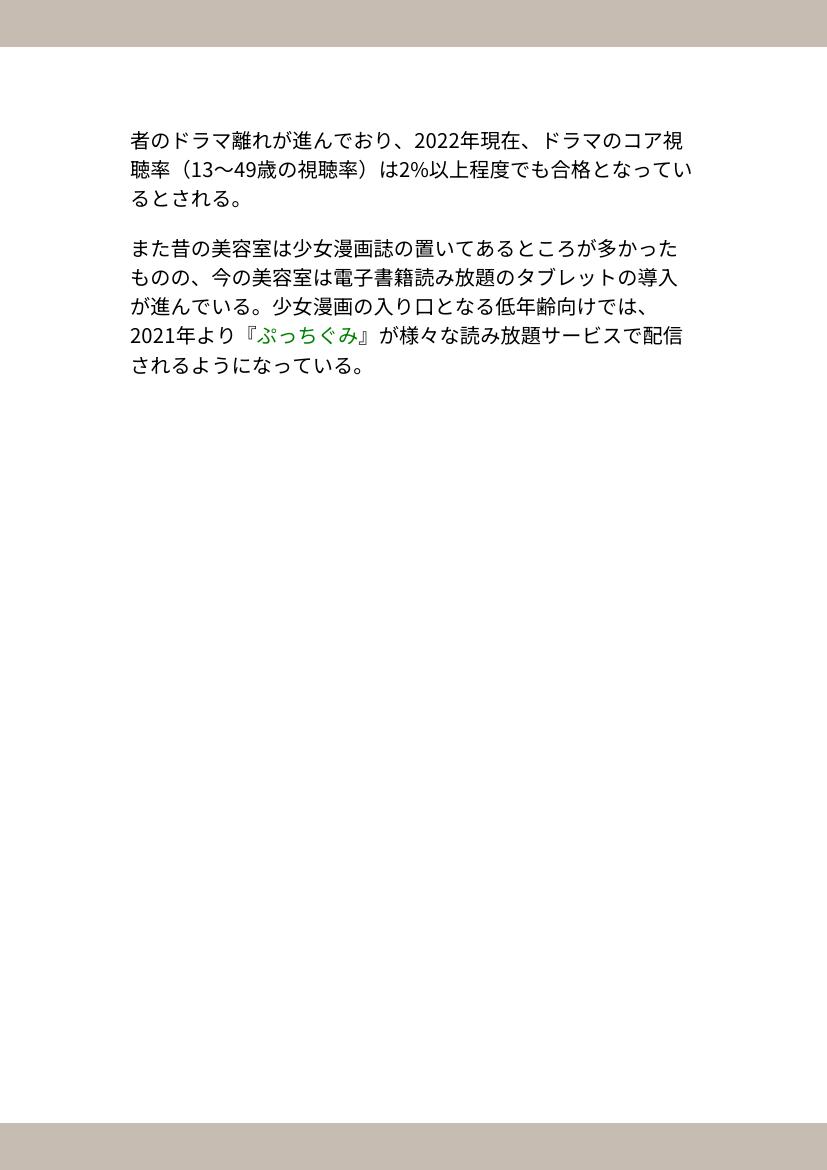 者のドラマ離れが進んでおり、2022年現在、ドラマのコア視
聴率（13〜49歳の視聴率）は2%以上程度でも合格となってい
るとされる。
また昔の美容室は少女漫画誌の置いてあるところが多かった
ものの、今の美容室は電子書籍読み放題のタブレットの導入
が進んでいる。少女漫画の入り口となる低年齢向けでは、
2021年より『ぷっちぐみ』が様々な読み放題サービスで配信
されるようになっている。